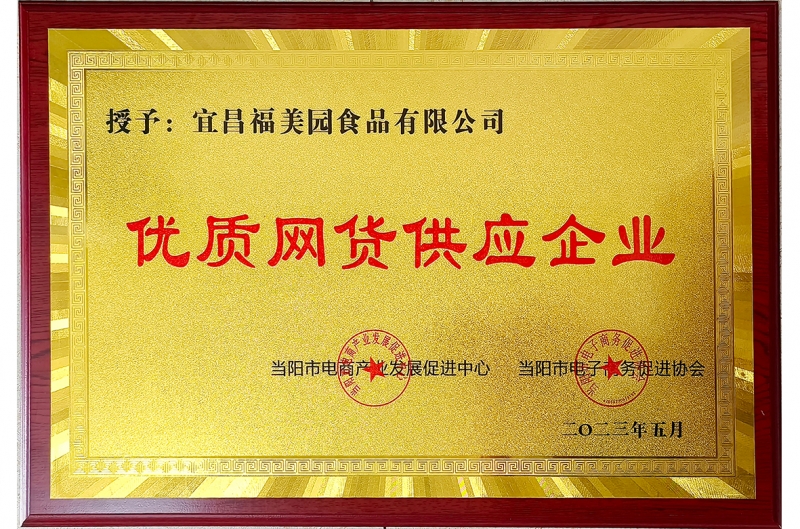 授予：宜昌福美园食品有限公司
优质网货供应企业
当阳市电商产业发展促进中心 当阳市电子商务促进协会
二〇二三年五月